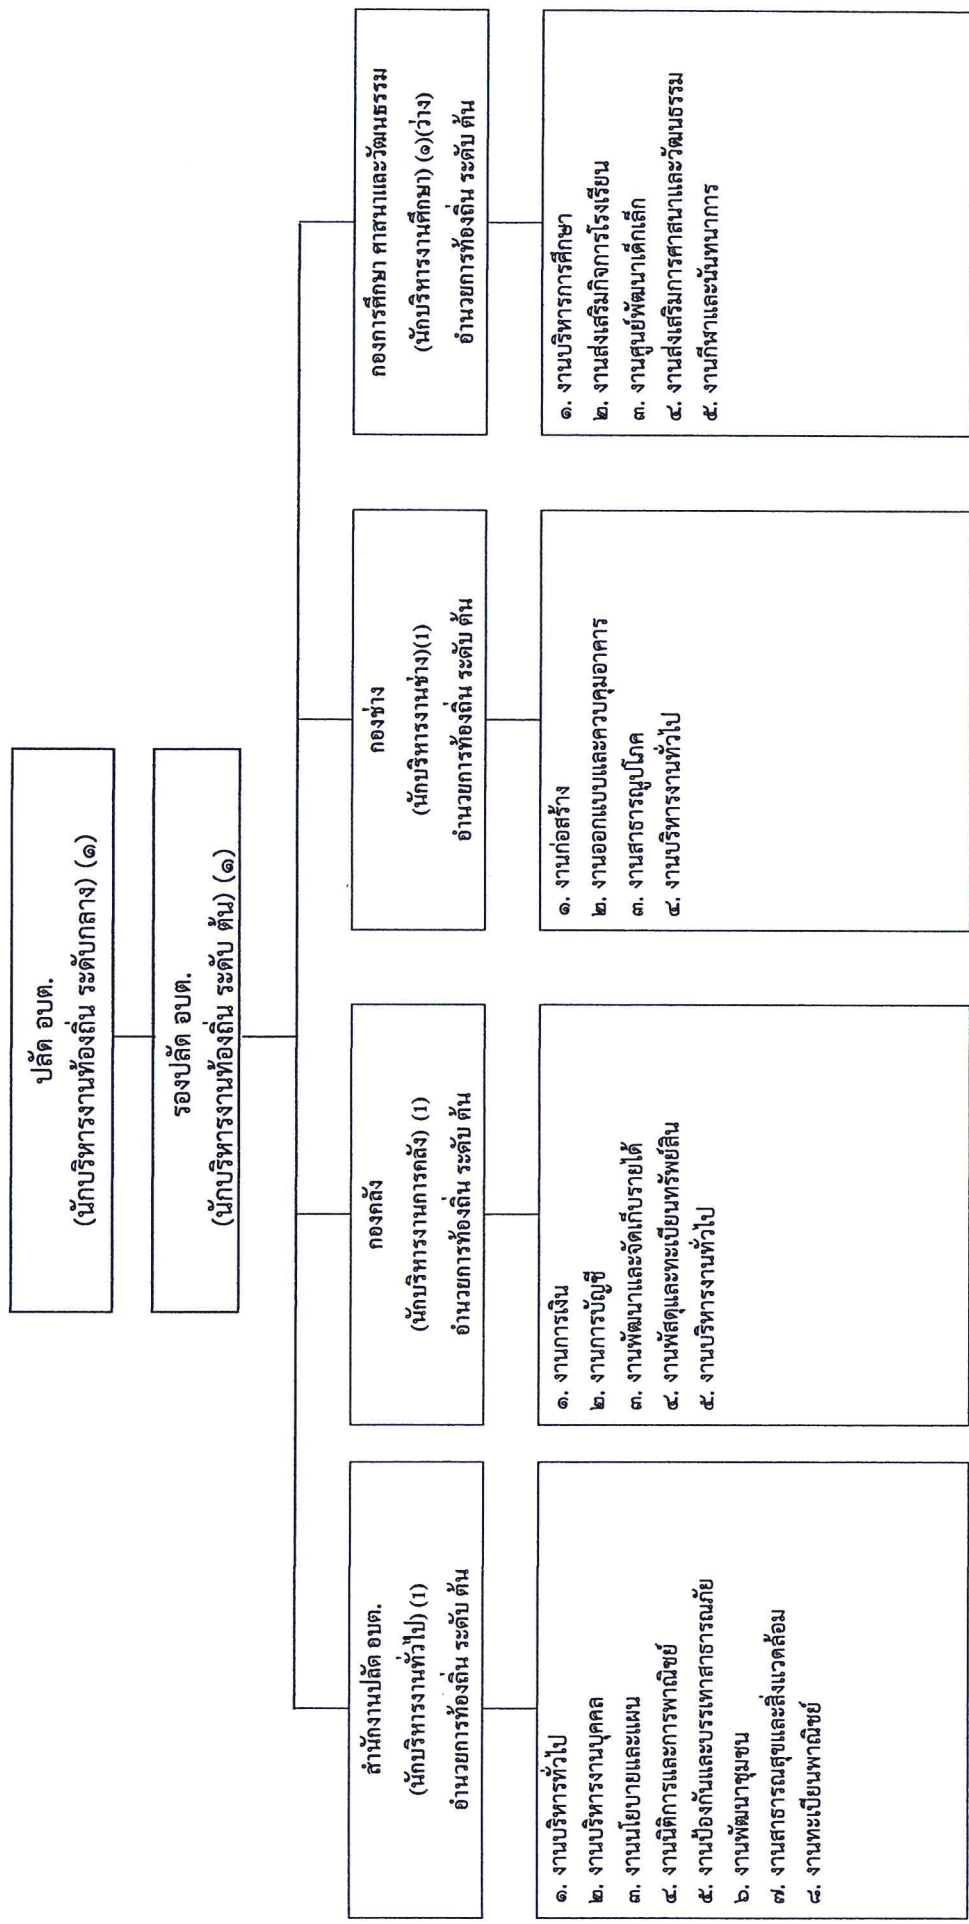 ปลัด อบต.
(นักบริหารงานท้องถิ่น ระดับกลาง) (๑)
รองปลัด อบต.
(นักบริหารงานท้องถิ่น ระดับ ต้น) (๑)
สำนักงานปลัด อบต.
(นักบริหารงานทั่วไป) (1)
อำนวยการท้องถิ่น ระดับ ต้น
๑. งานบริหารทั่วไป
๒. งานบริหารงานบุคคล
๓. งานนโยบายและแผน
๔. งานนิติการและการพาณิชย์
๕. งานป้องกันและบรรเทาสาธารณภัย
๖. งานพัฒนาชุมชน
๗. งานสาธารณสุขและสิ่งแวดล้อม
๘. งานทะเบียนพาณิชย์
กองคลัง
(นักบริหารงานการคลัง) (1)
อำนวยการท้องถิ่น ระดับ ต้น
๑. งานการเงิน
๒. งานการบัญชี
๓. งานพัฒนาและจัดเก็บรายได้
๔. งานพัสดุและทะเบียนทรัพย์สิน
๕. งานบริหารงานทั่วไป
กองช่าง
(นักบริหารงานช่าง)(1)
อำนวยการท้องถิ่น ระดับ ต้น
๑. งานก่อสร้าง
๒. งานออกแบบและควบคุมอาคาร
๓. งานสาธารณูปโภค
๔. งานบริหารงานทั่วไป
กองการศึกษา ศาสนาและวัฒนธรรม
(นักบริหารงานศึกษา) (๑)(ว่าง)
อำนวยการท้องถิ่น ระดับ ต้น
๑. งานบริหารการศึกษา
๒. งานส่งเสริมกิจการโรงเรียน
๓. งานศูนย์พัฒนาเด็กเล็ก
๔. งานส่งเสริมการศาสนาและวัฒนธรรม
๕. งานกีฬาและนันทนาการ